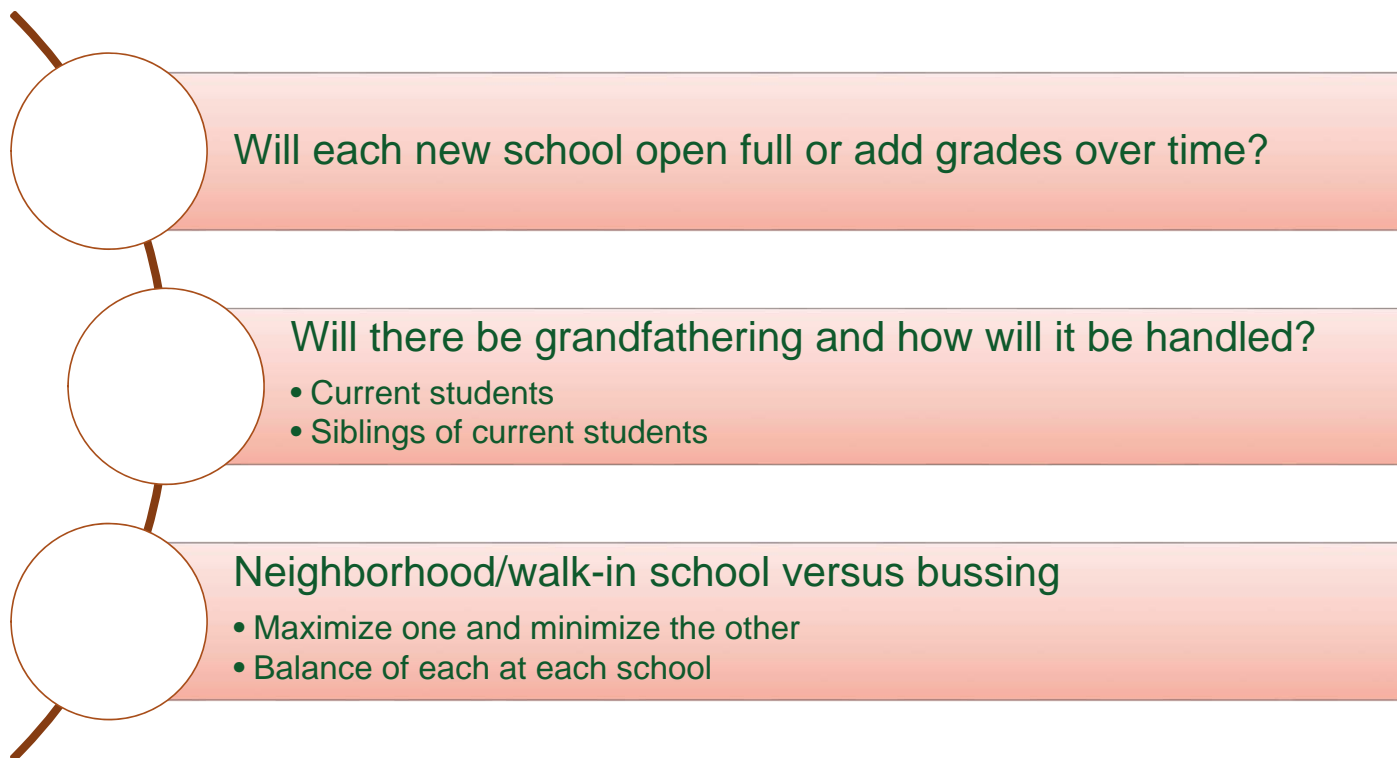 Will each new school open full or add grades over time?
Will there be grandfathering and how will it be handled?
• Current students
• Siblings of current students
Neighborhood/walk-in school versus bussing
• Maximize one and minimize the other
• Balance of each at each school